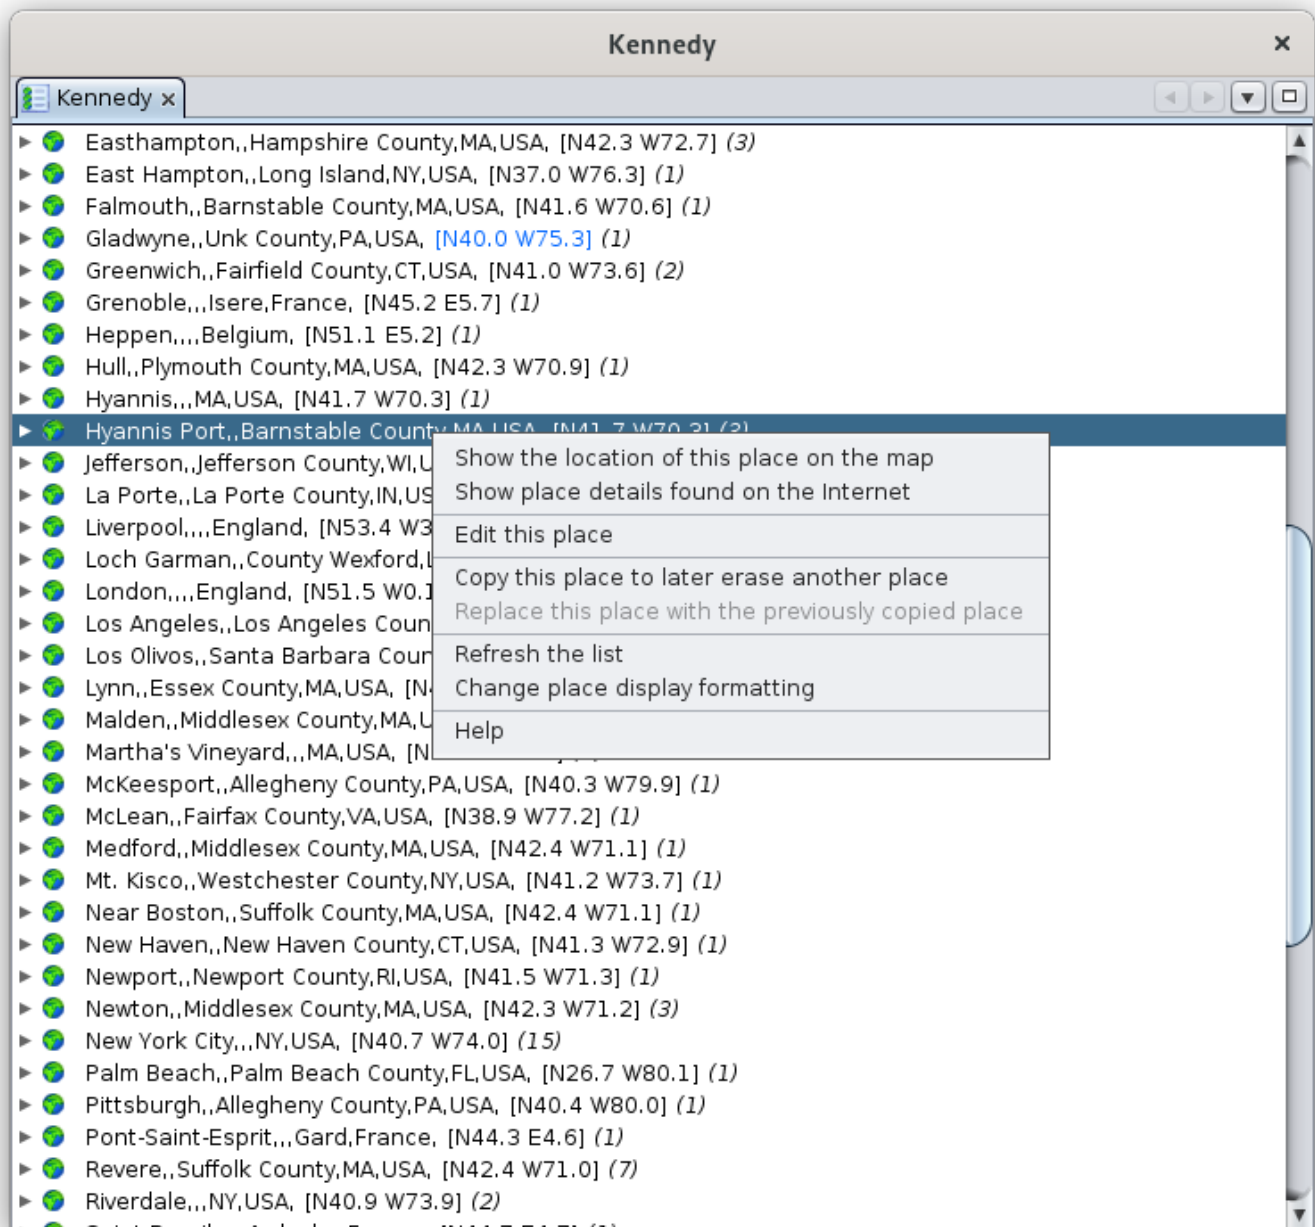 Kennedy
Kennedy
Easthampton,,Hampshire County,MA,USA, [N42.3 W72.7] (3)
East Hampton,,Long Island,NY,USA, [N37.0 W76.3] (1)
Falmouth,,Barnstable County,MA,USA, [N41.6 W70.6] (1)
Gladwyne,,Unk County,PA,USA, [N40.0 W75.3] (1)
Greenwich,,Fairfield County,CT,USA, [N41.0 W73.6] (2)
Grenoble,,,Isere,France, [N45.2 E5.7] (1)
Heppen,,,,Belgium, [N51.1 E5.2] (1)
Hull,,Plymouth County,MA,USA, [N42.3 W70.9] (1)
Hyannis,,,MA,USA, [N41.7 W70.3] (1)
Hyannis Port,,Barnstable County,MA,USA, [N41.7 W70.3] (3)
Jefferson,,Jefferson County,WI,U
La Porte,,La Porte County,IN,US
Liverpool,,,,England, [N53.4 W3
Loch Garman,,County Wexford,
London,,,,England, [N51.5 W0.1
Los Angeles,,Los Angeles Coun
Los Olivos,,Santa Barbara Coun
Lynn,,Essex County,MA,USA, [N4
Malden,,Middlesex County,MA,U
Martha's Vineyard,,,MA,USA, [N
Show the location of this place on the map
Show place details found on the Internet
Edit this place
Copy this place to later erase another place
Replace this place with the previously copied place
Refresh the list
Change place display formatting
Help
McKeesport,,Allegheny County,PA,USA, [N40.3 W79.9] (1)
McLean,,Fairfax County,VA,USA, [N38.9 W77.2] (1)
Medford,,Middlesex County,MA,USA, [N42.4 W71.1] (1)
Mt. Kisco,,Westchester County,NY,USA, [N41.2 W73.7] (1)
Near Boston,,Suffolk County,MA,USA, [N42.4 W71.1] (1)
New Haven,,New Haven County,CT,USA, [N41.3 W72.9] (1)
Newport,,Newport County,RI,USA, [N41.5 W71.3] (1)
Newton,,Middlesex County,MA,USA, [N42.3 W71.2] (3)
New York City,,,NY,USA, [N40.7 W74.0] (15)
Palm Beach,,Palm Beach County,FL,USA, [N26.7 W80.1] (1)
Pittsburgh,,Allegheny County,PA,USA, [N40.4 W80.0] (1)
Pont-Saint-Esprit,,,Gard,France, [N44.3 E4.6] (1)
Revere,,Suffolk County,MA,USA, [N42.4 W71.0] (7)
Riverdale,,,NY,USA, [N40.9 W73.9] (2)